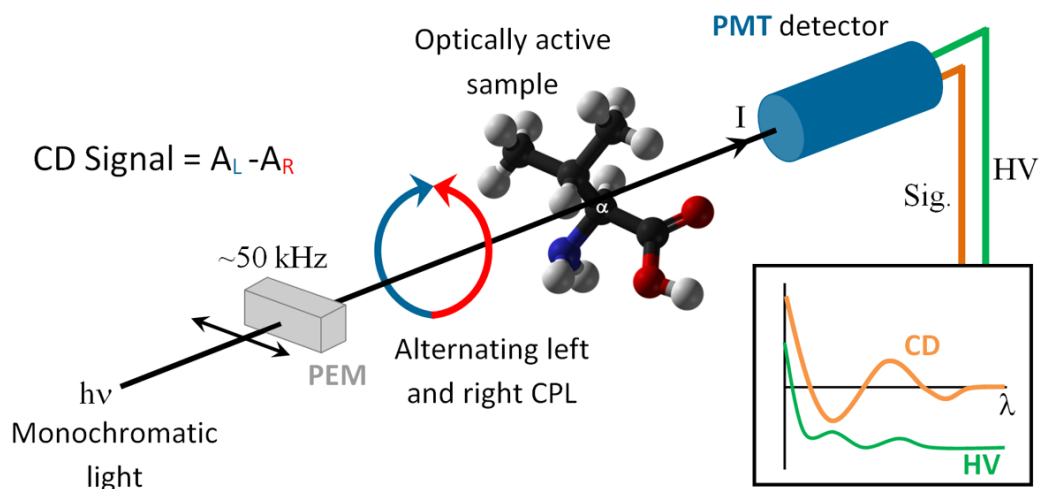 Optically active
sample
PMT detector
I
CD Signal = AL -AR
α
HV
Sig.
~50 kHz
PEM
Alternating left
and right CPL
hν
Monochromatic
light
CD
λ
HV